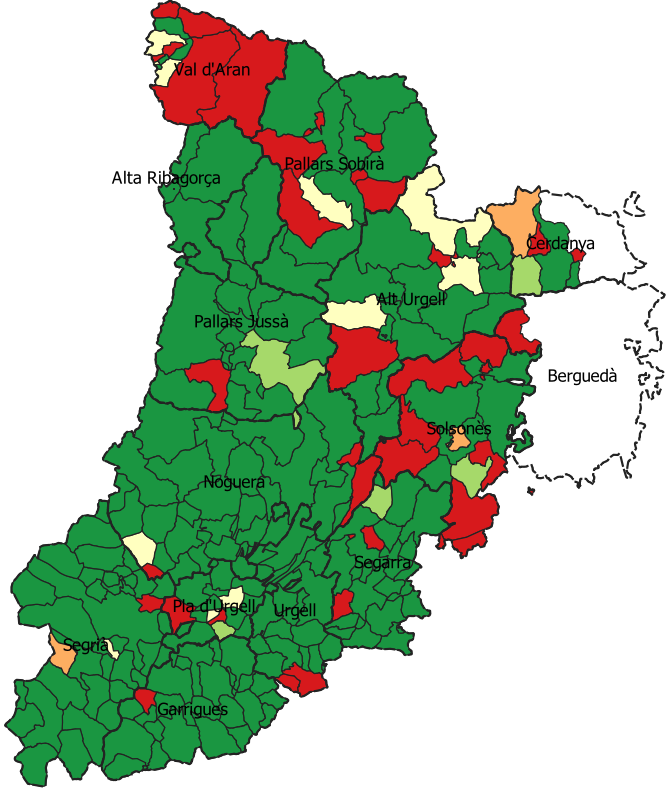 Val d'Aran
Pallars Sobirà
Alta Ribagorça
Cerdanya
Alt Urgell
Pallars Jussà
Berguedà
Solsonès
Noguera
Segarra
Pla d'Urgell
Urgell
Segrià
Garrigues